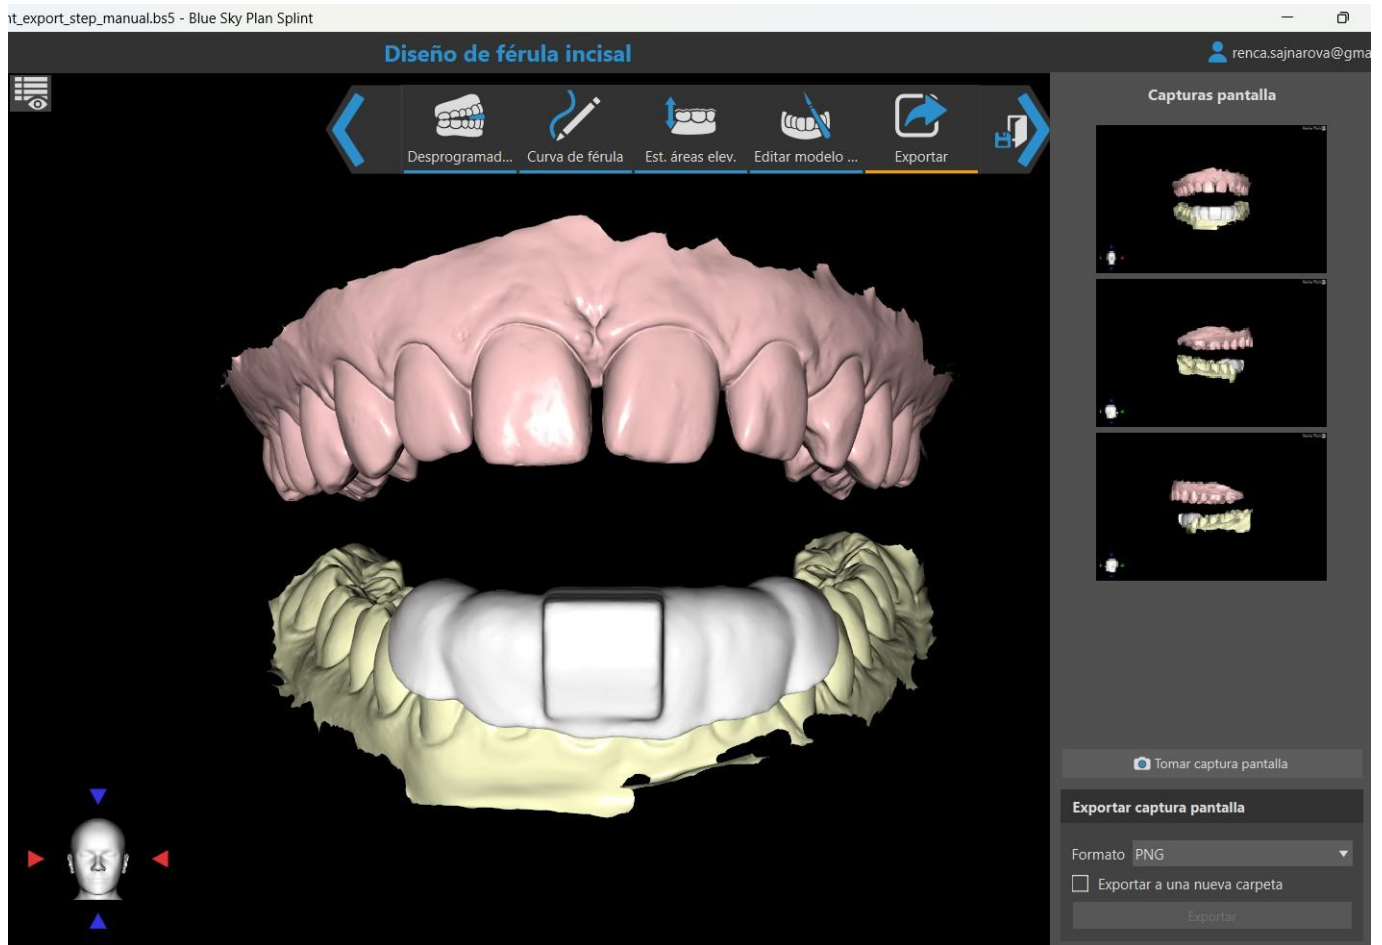 nt_export_step_manual.bs5 - Blue Sky Plan Splint
Diseño de férula incisal
renca.sajnarova@gma
Desprogramad...
Curva de férula
Est. áreas elev.
Editar modelo ...
Exportar
Capturas pantalla
Tomar captura pantalla
Exportar captura pantalla
Formato PNG
Exportar a una nueva carpeta
Exportar